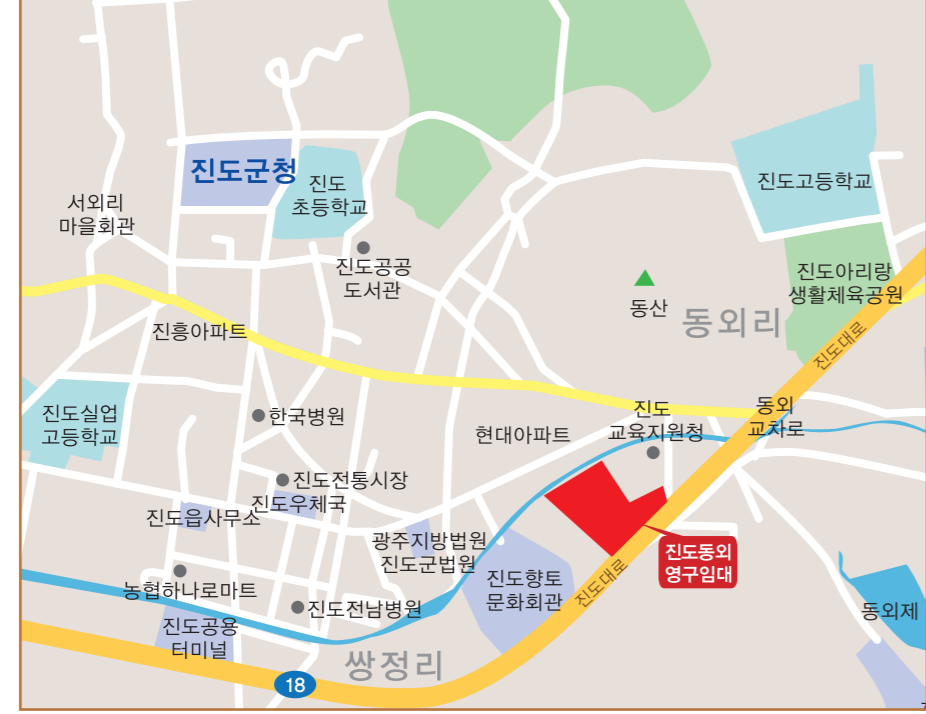 진도군청
진도
초등학교
진도고등학교
서외리
마을회관
진도공공
도서관
진도아리랑
생활체육공원
동산
동외리
진흥아파트
진도대로
진도실업
고등학교
한국병원
현대아파트
진도
교육지원청
동외
교차로
진도전통시장
진도우체국
진도읍사무소
광주지방법원
진도군법원
진도동외
영구임대
농협하나로마트
진도향토
문화회관
진도대로
진도전남병원
동외제
진도공용
터미널
쌍정리
18